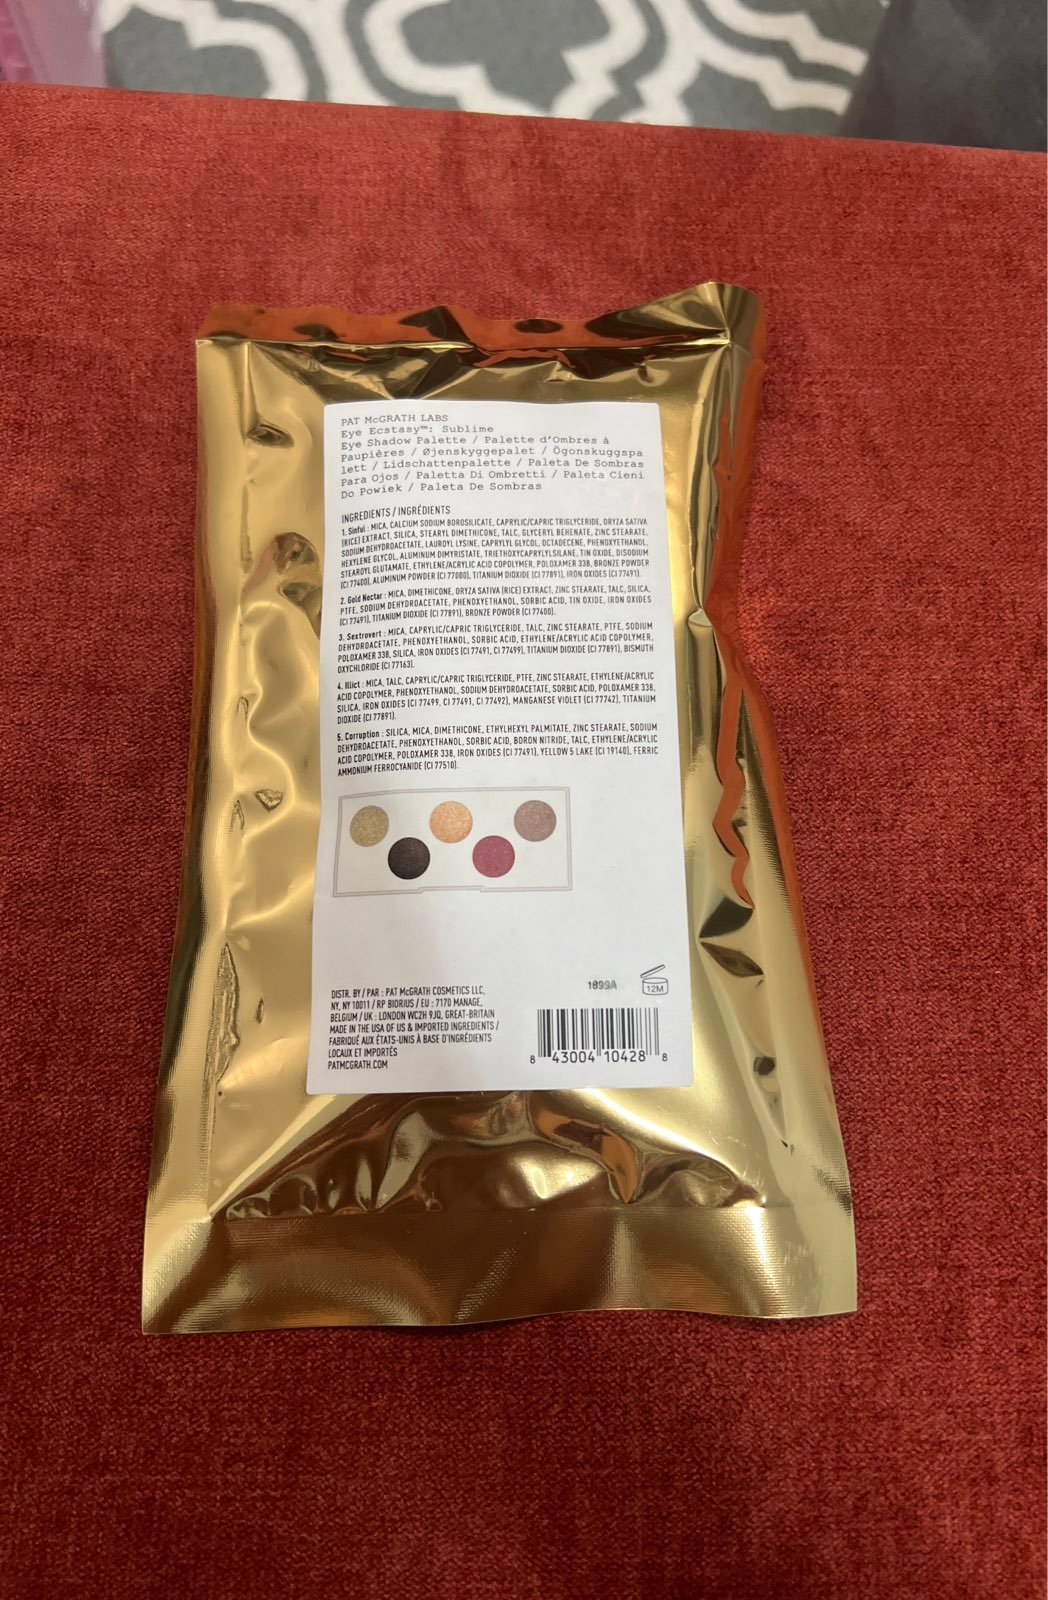 PAT McGRATH LABS
Eye Ecstasy™: Sublime
Eye Shadow Palette / Palette d'Ombres à
Paupières / Øjenskyggepalet / Ögonskuggspa
lett / Lidschattenpalette / Paleta De Sombras
Para Ojos / Paletta Di Ombretti / Paleta Cieni
Do Powiek / Paleta De Sombras
INGREDIENTS / INGRÉDIENTS
1. Sinful : MICA, CALCIUM SODIUM BOROSILICATE, CAPRYLIC/CAPRIC TRIGLYCERIDE, ORYZA SATIVA
(RICE) EXTRACT, SILICA, STEARYL DIMETHICONE, TALC, GLYCERYL BEHENATE, ZINC STEARATE,
SODIUM DEHYDROACETATE, LAUROYL LYSINE, CAPRYLYL GLYCOL, OCTADECENE, PHENOXYETHANOL,
HEXYLENE GLYCOL, ALUMINUM DIMYRISTATE, TRIETHOXYCAPRYLYLSILANE, TIN OXIDE, DISODIUM
STEAROYL GLUTAMATE, ETHYLENE/ACRYLIC ACID COPOLYMER, POLOXAMER 338, BRONZE POWDER
(CI 77400), ALUMINUM POWDER (CI 77000), TITANIUM DIOXIDE (CI 77891), IRON OXIDES (CI 77491).
2. Gold Nectar : MICA, DIMETHICONE, ORYZA SATIVA (RICE) EXTRACT, ZINC STEARATE, TALC, SILICA,
PTFE, SODIUM DEHYDROACETATE, PHENOXYETHANOL, SORBIC ACID, TIN OXIDE, IRON OXIDES
(CI 77491), TITANIUM DIOXIDE (CI 77891), BRONZE POWDER (CI 77400).
3. Sextrovert : MICA, CAPRYLIC/CAPRIC TRIGLYCERIDE, TALC, ZINC STEARATE, PTFE, SODIUM
DEHYDROACETATE, PHENOXYETHANOL, SORBIC ACID, ETHYLENE/ACRYLIC ACID COPOLYMER,
POLOXAMER 338, SILICA, IRON OXIDES (CI 77491, CI 77499), TITANIUM DIOXIDE (CI 77891), BISMUTH
OXYCHLORIDE (CI 77163).
4. Illict : MICA, TALC, CAPRYLIC/CAPRIC TRIGLYCERIDE, PTFE, ZINC STEARATE, ETHYLENE/ACRYLIC
ACID COPOLYMER, PHENOXYETHANOL, SODIUM DEHYDROACETATE, SORBIC ACID, POLOXAMER 338,
SILICA, IRON OXIDES (CI 77499, CI 77491, CI 77492), MANGANESE VIOLET (CI 77742), TITANIUM
DIOXIDE (CI 77891).
5. Corruption : SILICA, MICA, DIMETHICONE, ETHYLHEXYL PALMITATE, ZINC STEARATE, SODIUM
DEHYDROACETATE, PHENOXYETHANOL, SORBIC ACID, BORON NITRIDE, TALC, ETHYLENE/ACRYLIC
ACID COPOLYMER, POLOXAMER 338, IRON OXIDES (CI 77491), YELLOW 5 LAKE (CI 19140), FERRIC
AMMONIUM FERROCYANIDE (CI 77510).
DISTR. BY / PAR : PAT McGRATH COSMETICS LLC,
NY, NY 10011 / RP BIORIUS / EU : 7170 MANAGE,
BELGIUM / UK : LONDON WC2H 9JQ, GREAT-BRITAIN
MADE IN THE USA OF US & IMPORTED INGREDIENTS /
FABRIQUÉ AUX ÉTATS-UNIS À BASE D'INGRÉDIENTS
LOCAUX ET IMPORTÉS
PATMCGRATH.COM
1899A
12M
8 43004 10428 8